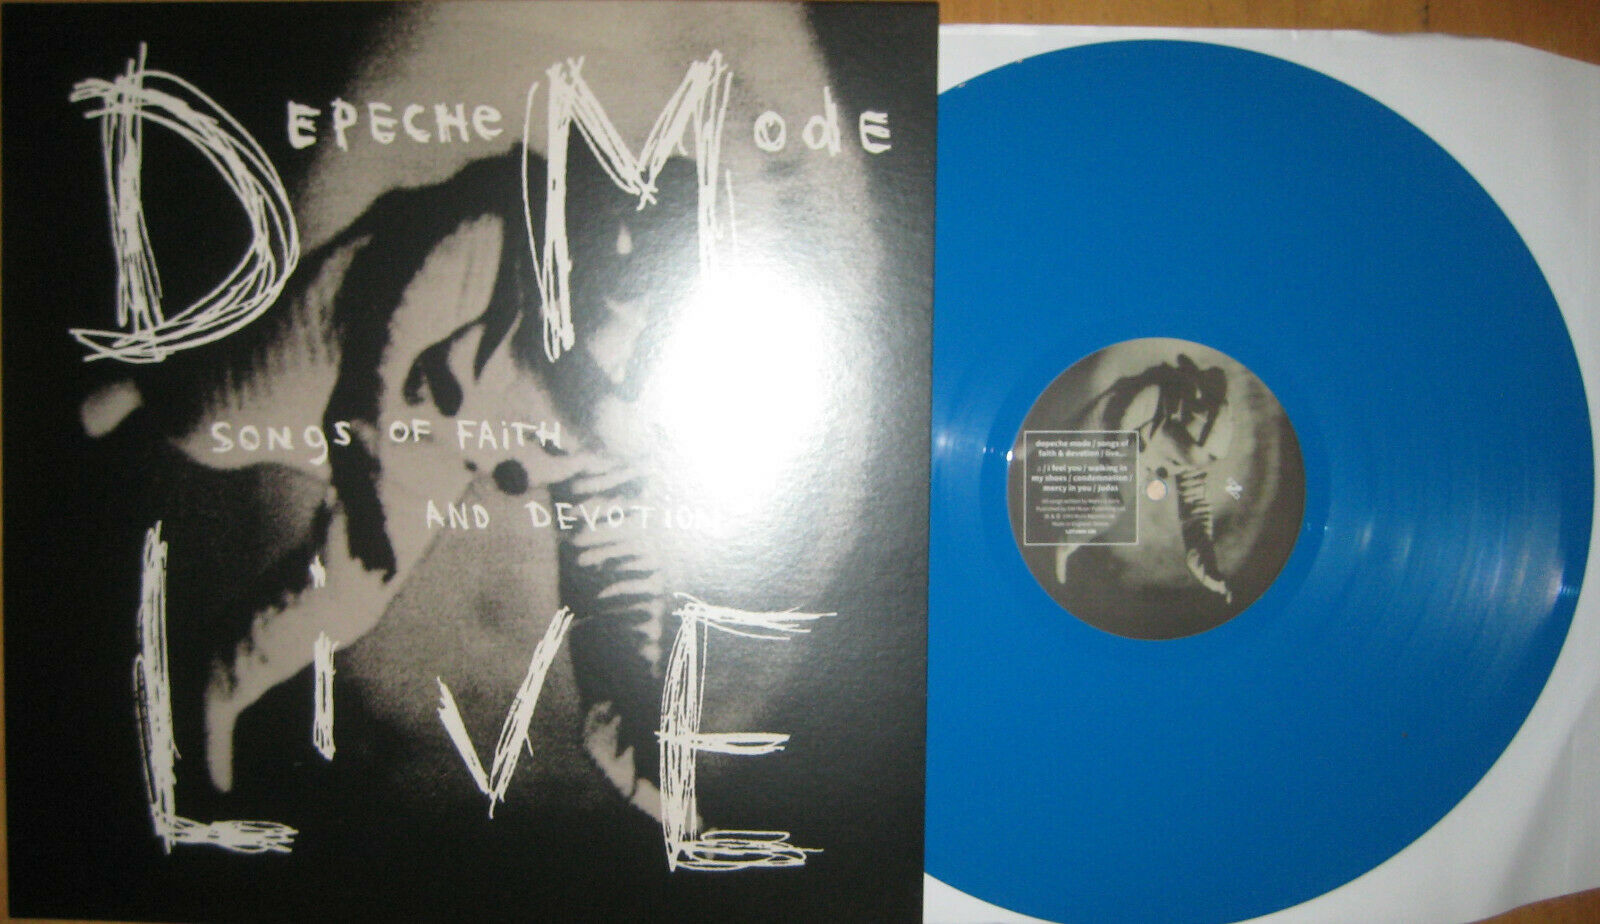 DEPECHe MOdE
SONgS OF FAiTH
AND DEVOTION
LiVE
depeche mode / songs of
faith & devotion / live...
/ i feel you / walking in
my shoes / condemnation /
mercy in you / judas